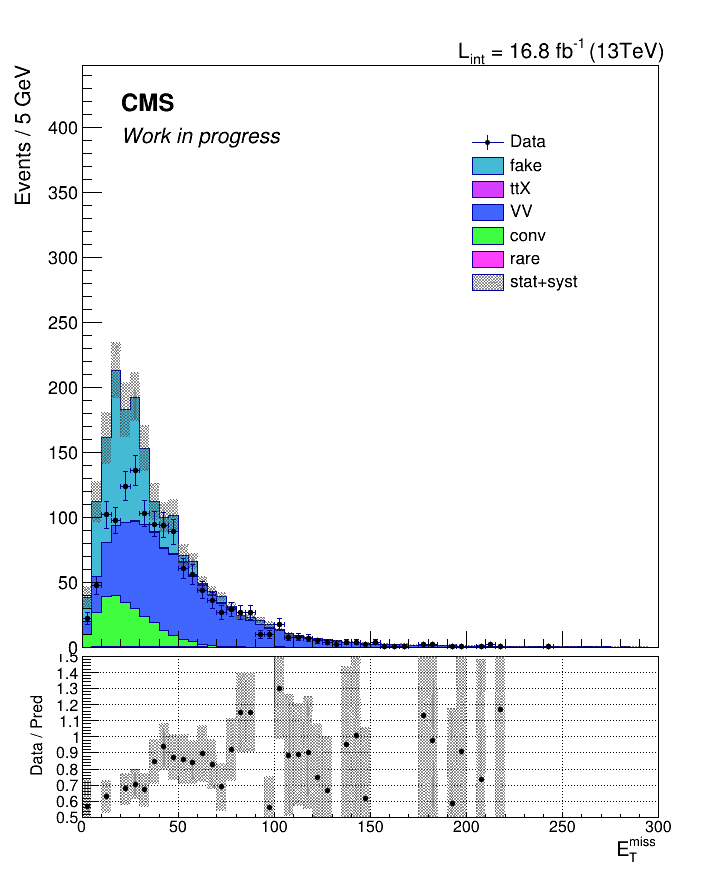 L_int = 16.8 fb^-1 (13TeV)
Events / 5 GeV
CMS
Work in progress
400
350
300
250
200
150
100
50
0
Data
fake
ttX
VV
conv
rare
stat+syst
Data / Pred
1.5
1.4
1.3
1.2
1.1
1
0.9
0.8
0.7
0.6
0.5
0 50 100 150 200 250 300
E_T^miss